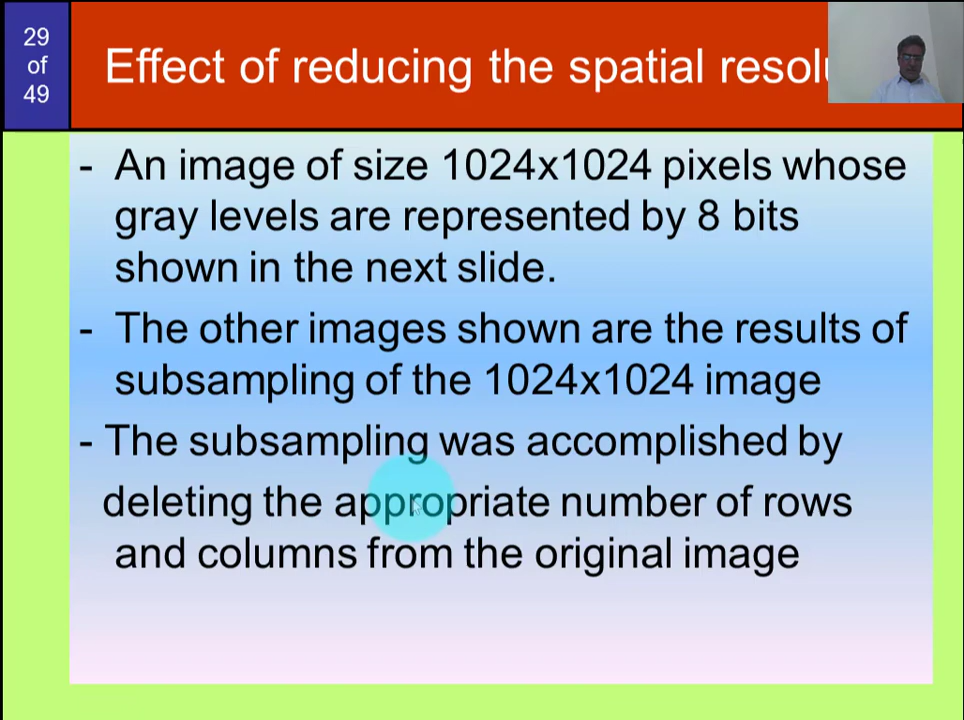 29
of
49
Effect of reducing the spatial
- An image of size 1024x1024 pixels whose
gray levels are represented by 8 bits
shown in the next slide.
- The other images shown are the results of
subsampling of the 1024x1024 image
- The subsampling was accomplished by
deleting the appropriate number of rows
and columns from the original image